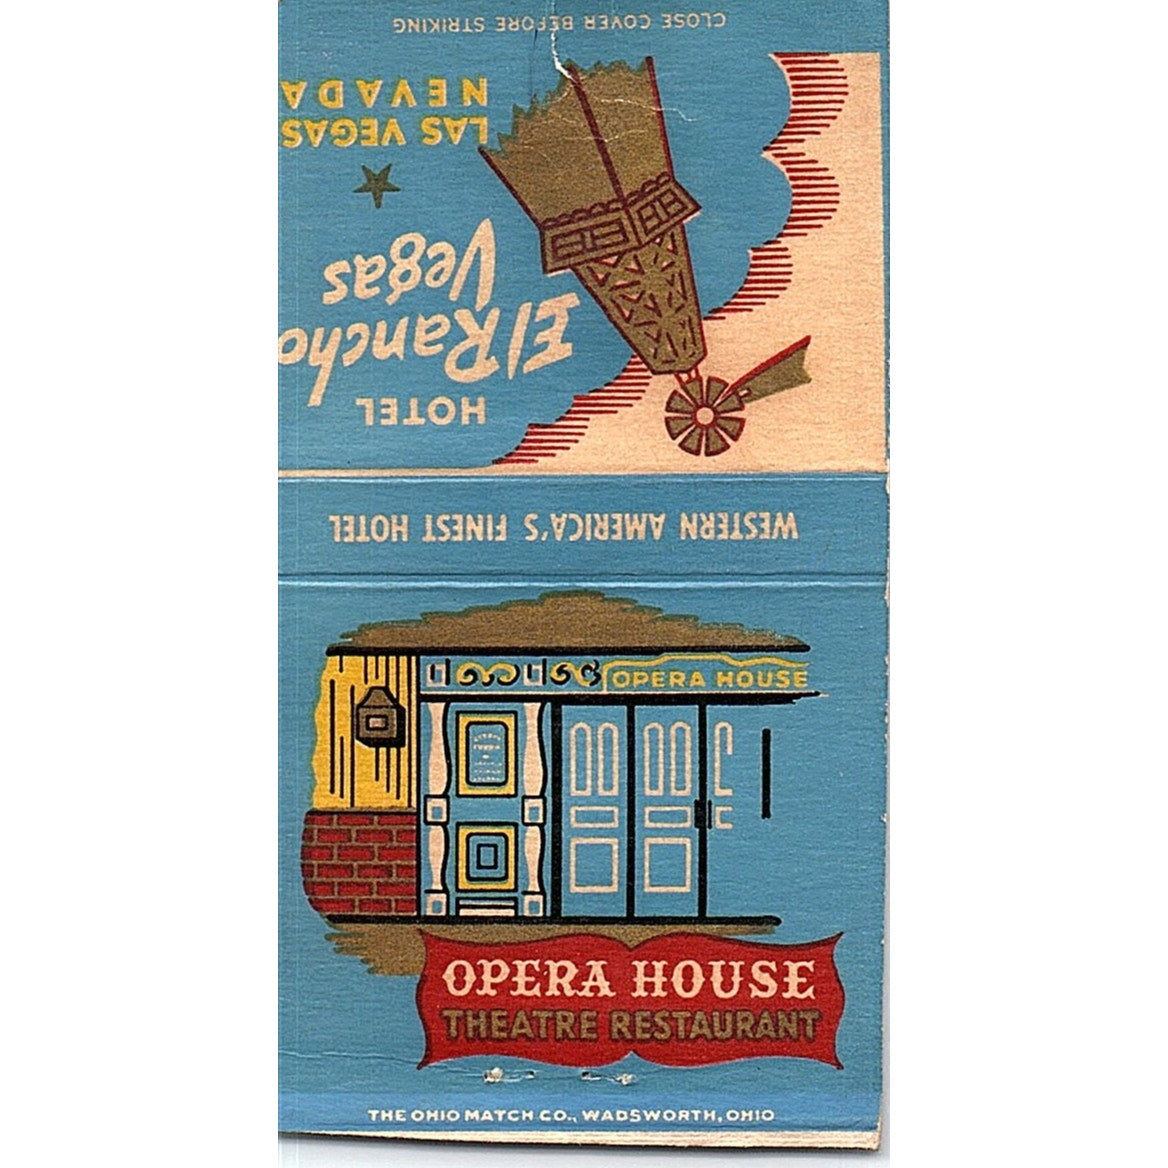 CLOSE COVER BEFORE STRIKING
HOTEL
El Rancho
Vegas
LAS VEGAS
NEVADA
WESTERN AMERICA'S FINEST HOTEL
OPERA HOUSE
OPERA HOUSE
THEATRE RESTAURANT
THE OHIO MATCH CO., WADSWORTH, OHIO